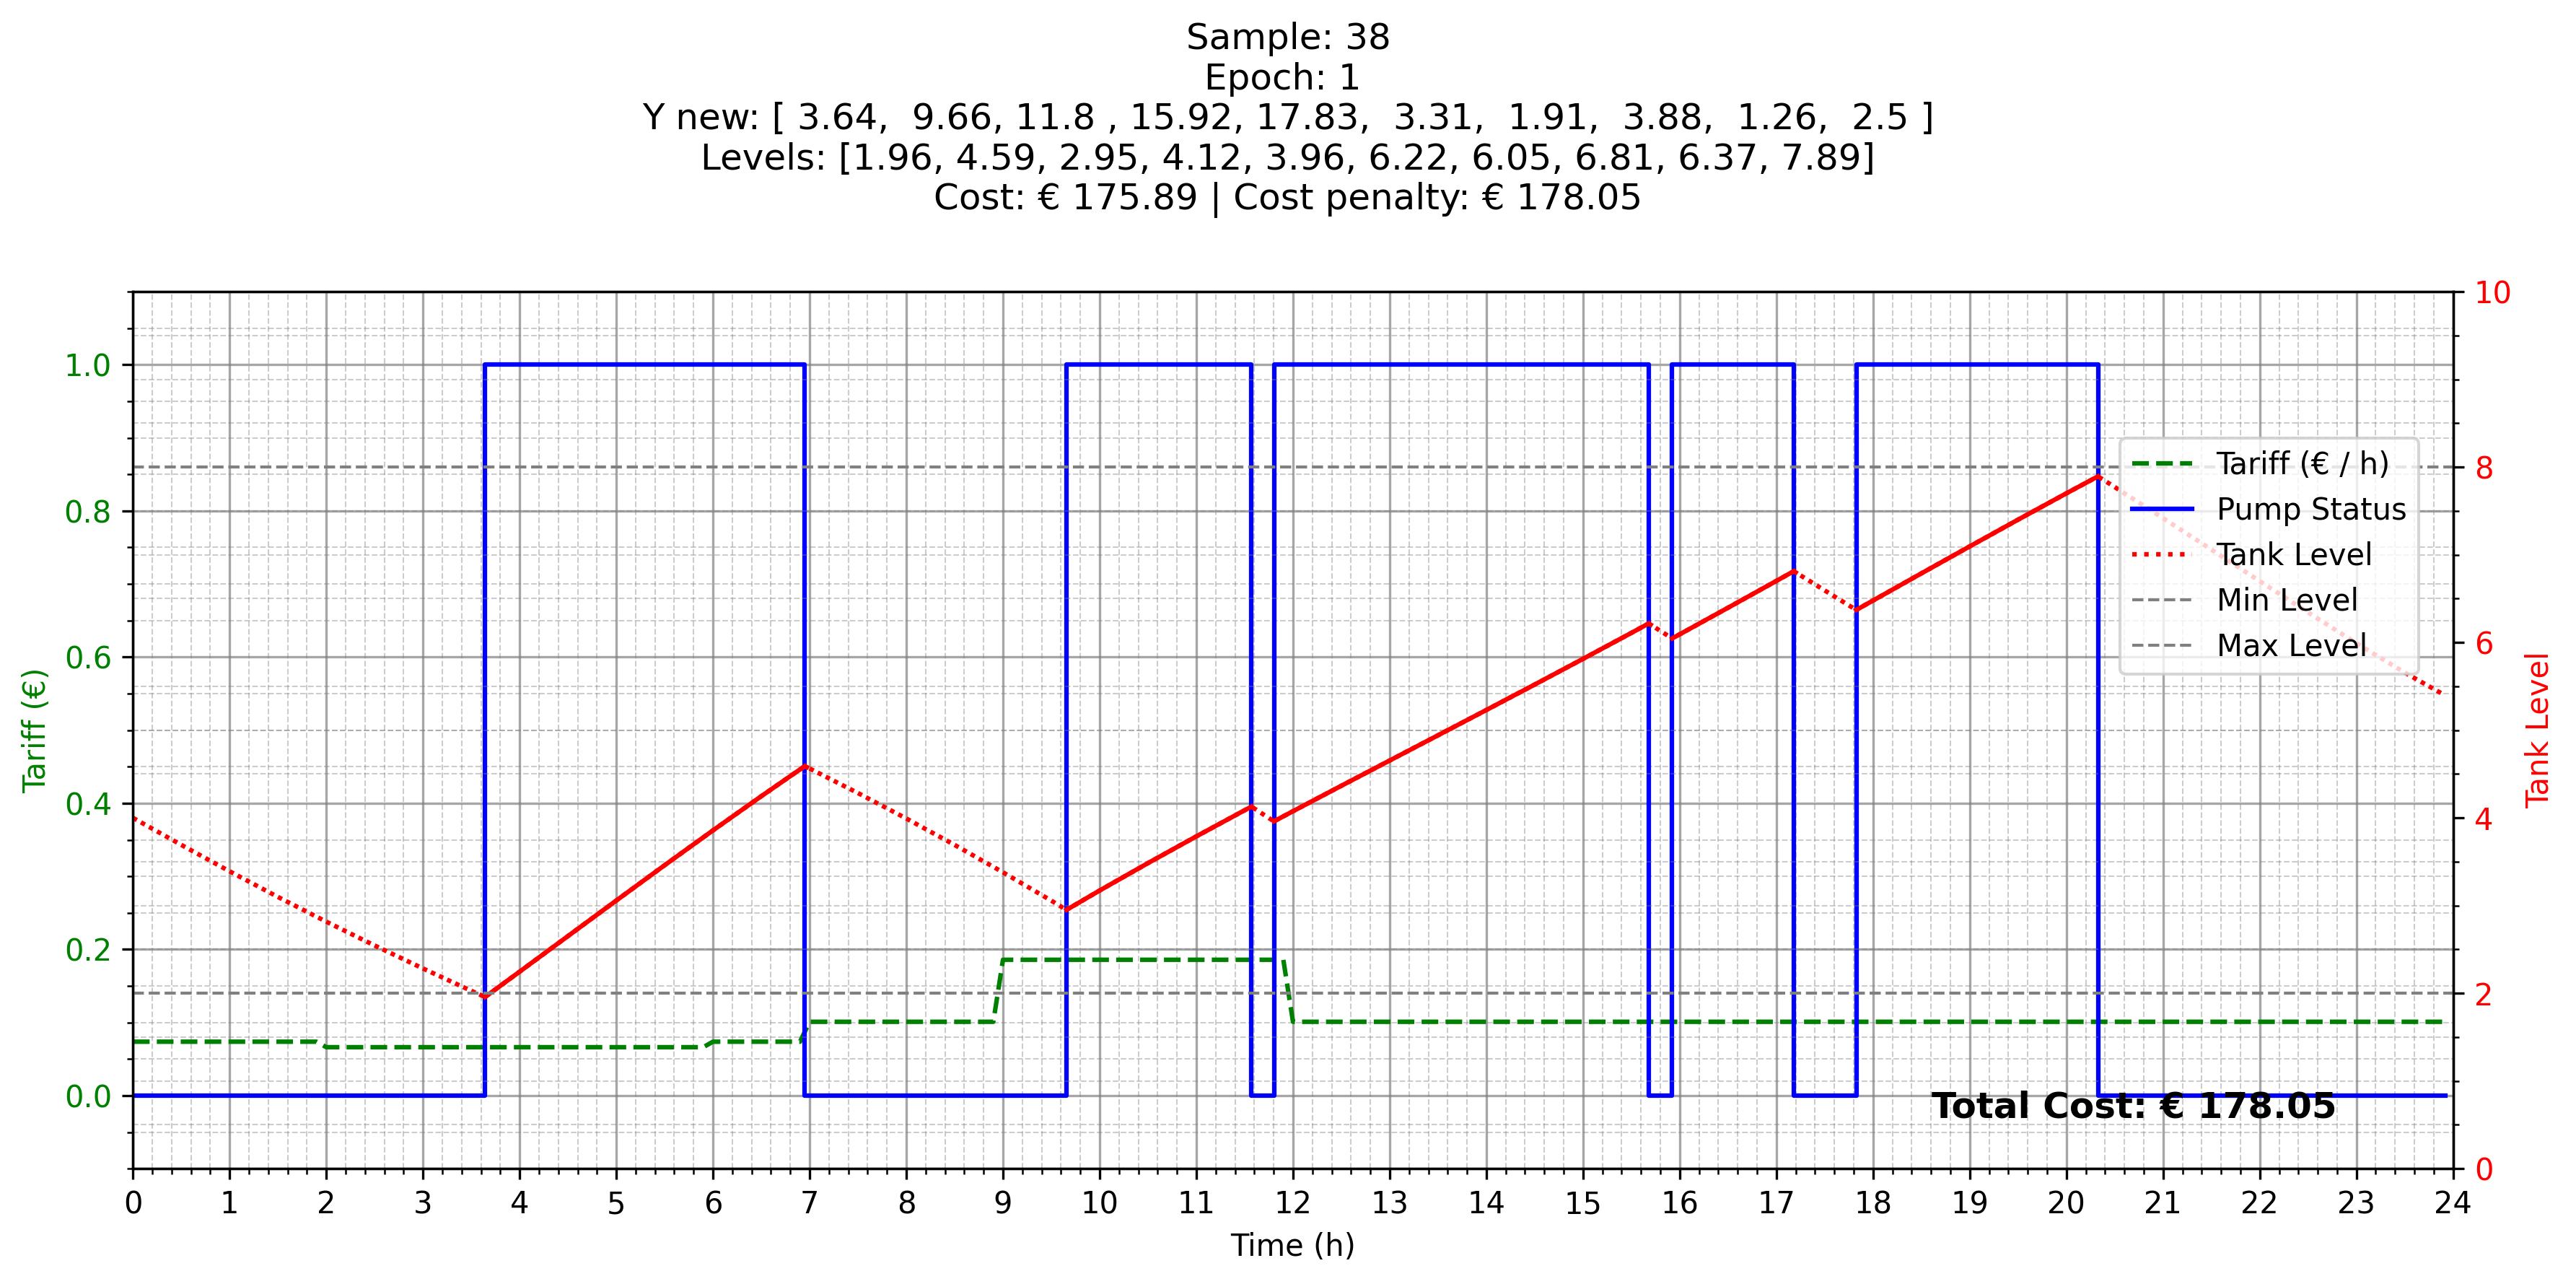 Sample: 38
Epoch: 1
Y new: [ 3.64,  9.66, 11.8 , 15.92, 17.83,  3.31,  1.91,  3.88,  1.26,  2.5 ]
Levels: [1.96, 4.59, 2.95, 4.12, 3.96, 6.22, 6.05, 6.81, 6.37, 7.89]
Cost: € 175.89 | Cost penalty: € 178.05
Tariff (€)
1.0
0.8
0.6
0.4
0.2
0.0
Tariff (€ / h)
Pump Status
Tank Level
Min Level
Max Level
Total Cost: € 178.05
10
8
6
4
2
0
Tank Level
0 1 2 3 4 5 6 7 8 9 10 11 12 13 14 15 16 17 18 19 20 21 22 23 24
Time (h)